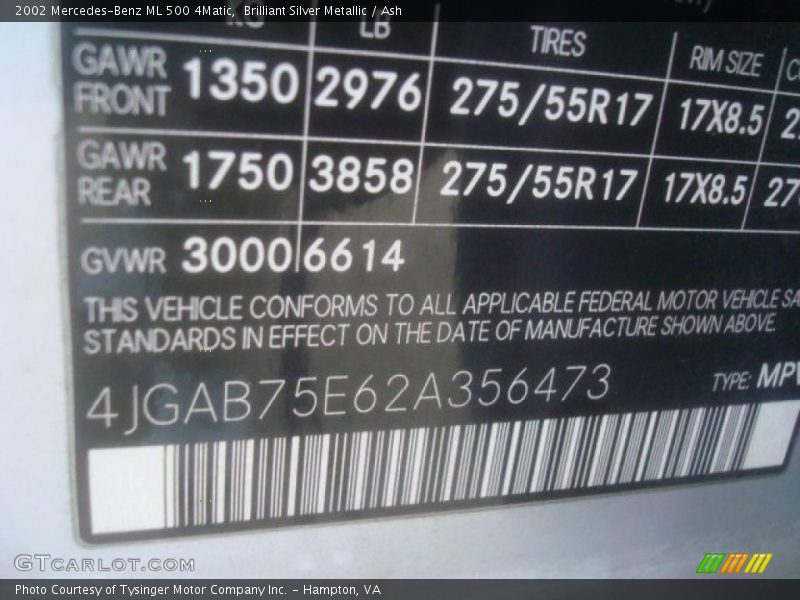 2002 Mercedes-Benz ML 500 4Matic,  Brilliant Silver Metallic / Ash
KG LB TIRES RIM SIZE
GAWR FRONT 1350 2976 275/55R17 17X8.5
GAWR REAR 1750 3858 275/55R17 17X8.5
GVWR 3000 6614
THIS VEHICLE CONFORMS TO ALL APPLICABLE FEDERAL MOTOR VEHICLE SA
STANDARDS IN EFFECT ON THE DATE OF MANUFACTURE SHOWN ABOVE.
4JGAB75E62A356473 TYPE: MPV
GTCARLOT.COM
Photo Courtesy of Tysinger Motor Company Inc. - Hampton, VA